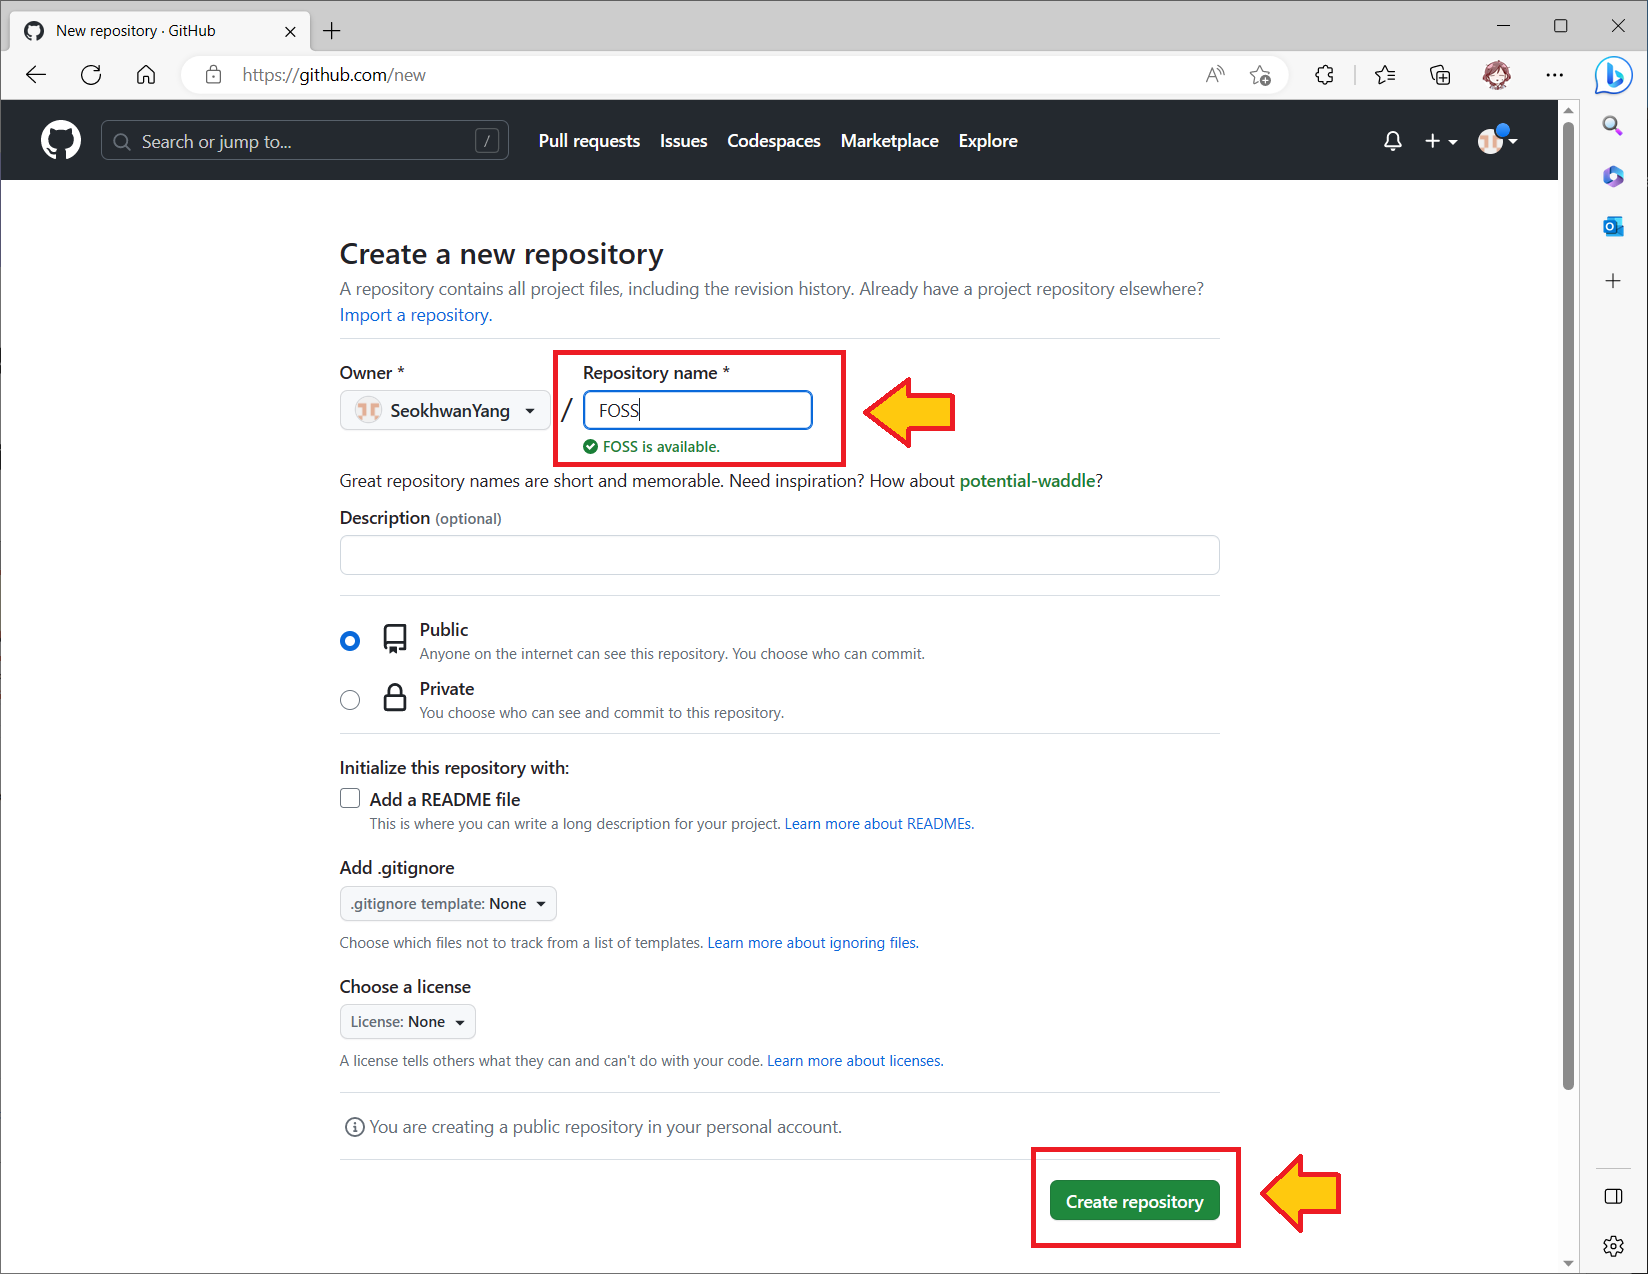 New repository · GitHub
https://github.com/new
Search or jump to...
/
Pull requests Issues Codespaces Marketplace Explore
Create a new repository
A repository contains all project files, including the revision history. Already have a project repository elsewhere?
Import a repository.
Owner *
Repository name *
SeokhwanYang
/
FOSS
FOSS is available.
Great repository names are short and memorable. Need inspiration? How about potential-waddle?
Description (optional)
Public
Anyone on the internet can see this repository. You choose who can commit.
Private
You choose who can see and commit to this repository.
Initialize this repository with:
Add a README file
This is where you can write a long description for your project. Learn more about READMEs.
Add .gitignore
.gitignore template: None
Choose which files not to track from a list of templates. Learn more about ignoring files.
Choose a license
License: None
A license tells others what they can and can't do with your code. Learn more about licenses.
You are creating a public repository in your personal account.
Create repository